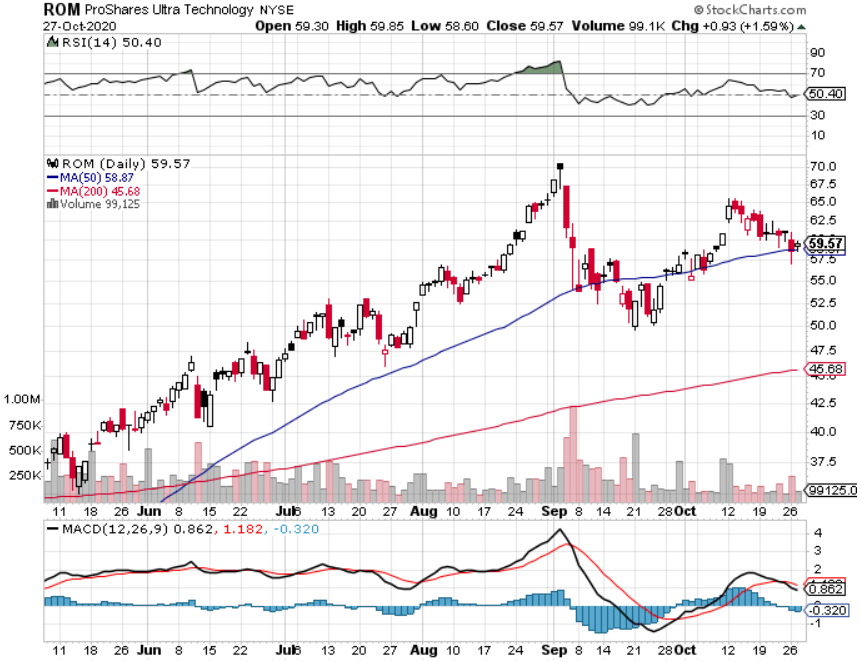 ROM ProShares Ultra Technology NYSE © StockCharts.com
27-Oct-2020 Open 59.30 High 59.85 Low 58.60 Close 59.57 Volume 99.1K Chg +0.93 (+1.59%)
RSI(14) 50.40
90
70
50.40
30
10
ROM (Daily) 59.57
MA(50) 58.87
MA(200) 45.68
Volume 99,125
70.0
67.5
65.0
62.5
59.57
57.5
55.0
52.5
50.0
47.5
45.68
42.5
40.0
37.5
99125.0
1.00M
750K
500K
250K
11 18 26 Jun 8 15 22 Jul 6 13 20 27 Aug 10 17 24 Sep 8 14 21 28 Oct 12 19 26
MACD(12,26,9) 0.862, 1.182, -0.320
4
3
2
0.862
-0.320
-1
11 18 26 Jun 8 15 22 Jul 6 13 20 27 Aug 10 17 24 Sep 8 14 21 28 Oct 12 19 26